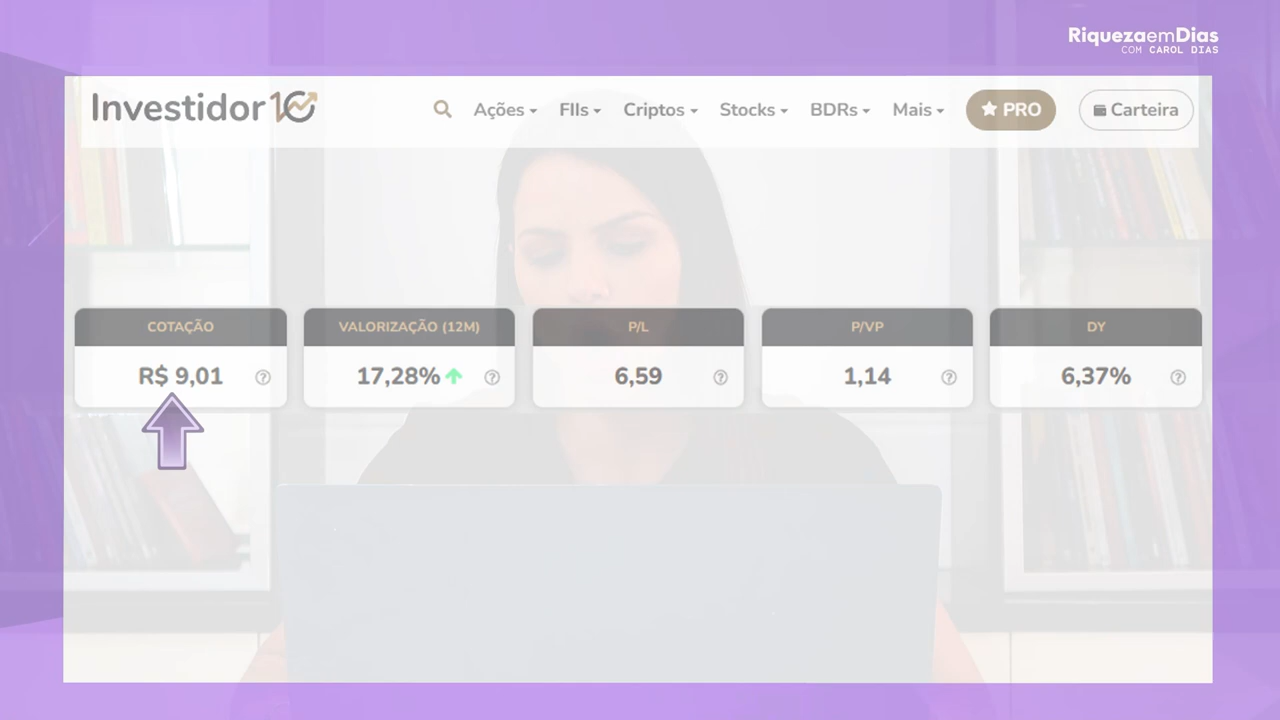 RiquezaemDias
COM CAROL DIAS
Investidor10
Ações
FIIs
Criptos
Stocks
BDRs
Mais
PRO
Carteira
COTAÇÃO
VALORIZAÇÃO (12M)
P/L
P/VP
DY
R$ 9,01
17,28%
6,59
1,14
6,37%